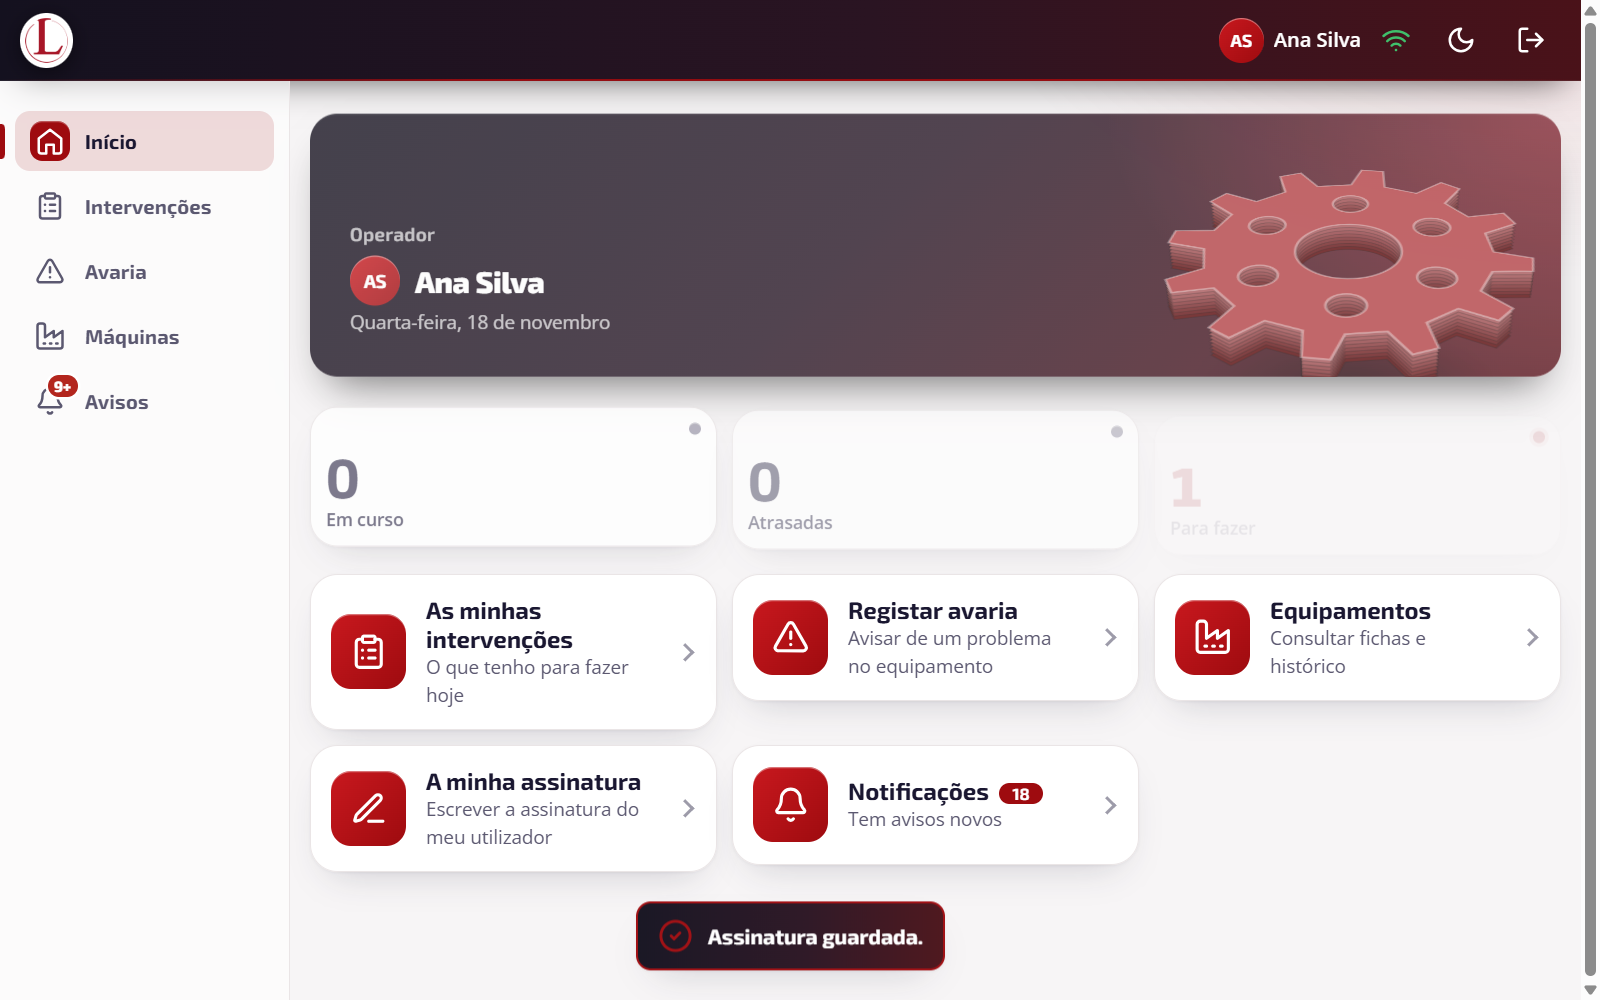 L
AS Ana Silva
Início
Intervenções
Avaria
Máquinas
9+
Avisos
Operador
AS Ana Silva
Quarta-feira, 18 de novembro
0
Em curso
0
Atrasadas
1
Para fazer
As minhas
intervenções
O que tenho para fazer
hoje
Registar avaria
Avisar de um problema
no equipamento
Equipamentos
Consultar fichas e
histórico
A minha assinatura
Escrever a assinatura do
meu utilizador
Notificações 18
Tem avisos novos
Assinatura guardada.